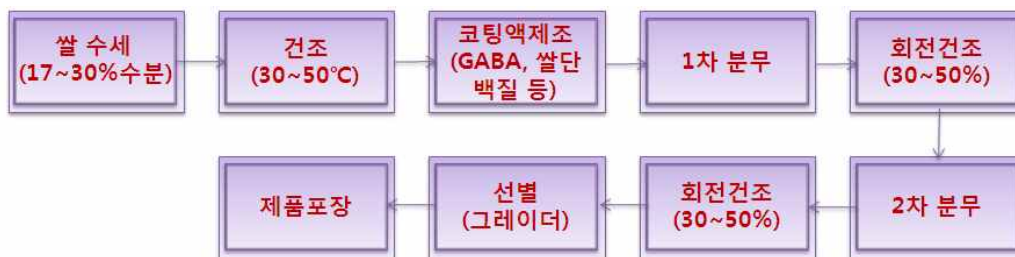 쌀 수세
(17~30%수분)
건조
(30~50℃)
코팅액제조
(GABA, 쌀단
백질 등)
1차 분무
회전건조
(30~50%)
2차 분무
회전건조
(30~50%)
선별
(그레이더)
제품포장